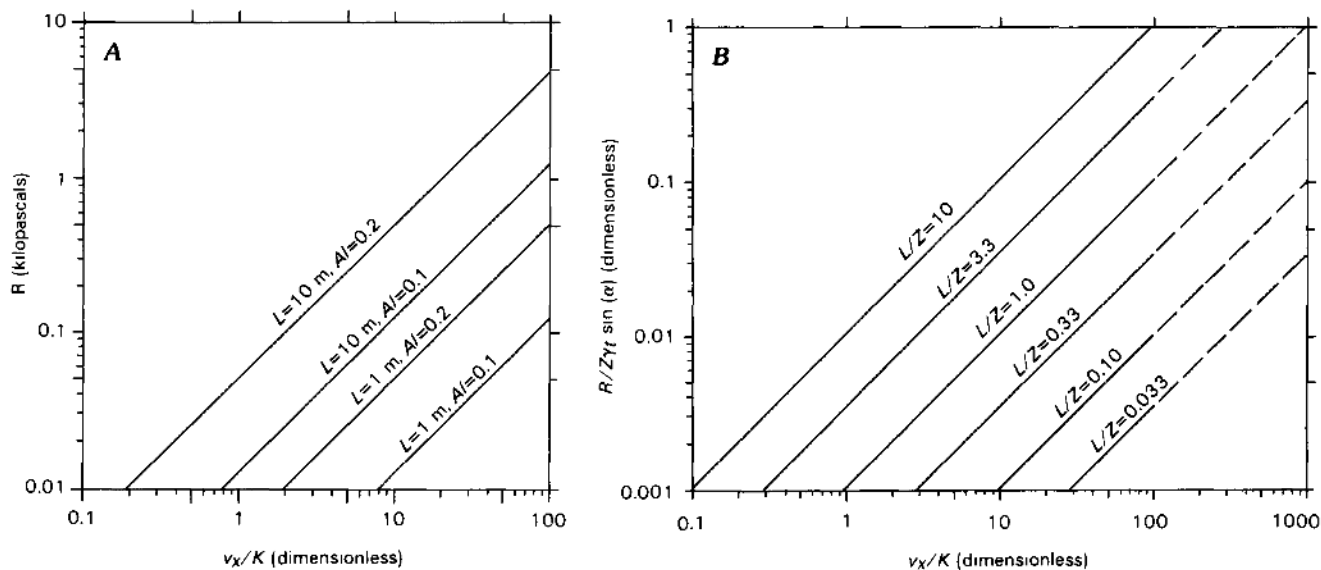 A
10
1
0.1
0.01
R (kilopascals)
L=10 m, A/=0.2
L=10 m, A/=0.1
L=1 m, A/=0.2
L=1 m, A/=0.1
0.1
1
10
100
vx/K (dimensionless)
B
1
0.1
0.01
0.001
R/Zγt sin (α) (dimensionless)
L/Z=10
L/Z=3.3
L/Z=1.0
L/Z=0.33
L/Z=0.10
L/Z=0.033
0.1
1
10
100
1000
vx/K (dimensionless)